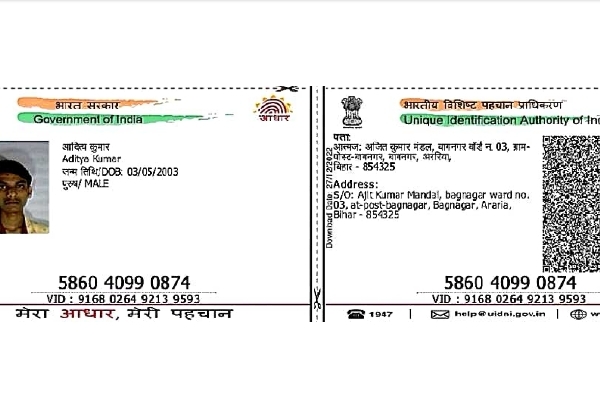 भारत सरकार
Government of India
आधार
आदित्य कुमार
Aditya Kumar
जन्म तिथि/DOB: 03/05/2003
पुरुष/ MALE
5860 4099 0874
VID : 9168 0264 9213 9593
मेरा आधार, मेरी पहचान
भारतीय विशिष्ट पहचान प्राधिकरण
Unique Identification Authority of Ind
Download Date 27/12/2022
पता:
आत्मज: अजित कुमार मंडल, बागनगर वॉर्ड न. 03, ग्राम-
पोस्ट-बागनगर, बागनगर, अररिया,
बिहार - 854325
Address:
S/O: Ajit Kumar Mandal, bagnagar ward no.
03, at-post-bagnagar, Bagnagar, Araria,
Bihar - 854325
5860 4099 0874
VID : 9168 0264 9213 9593
1947 | help@uidai.gov.in | ww